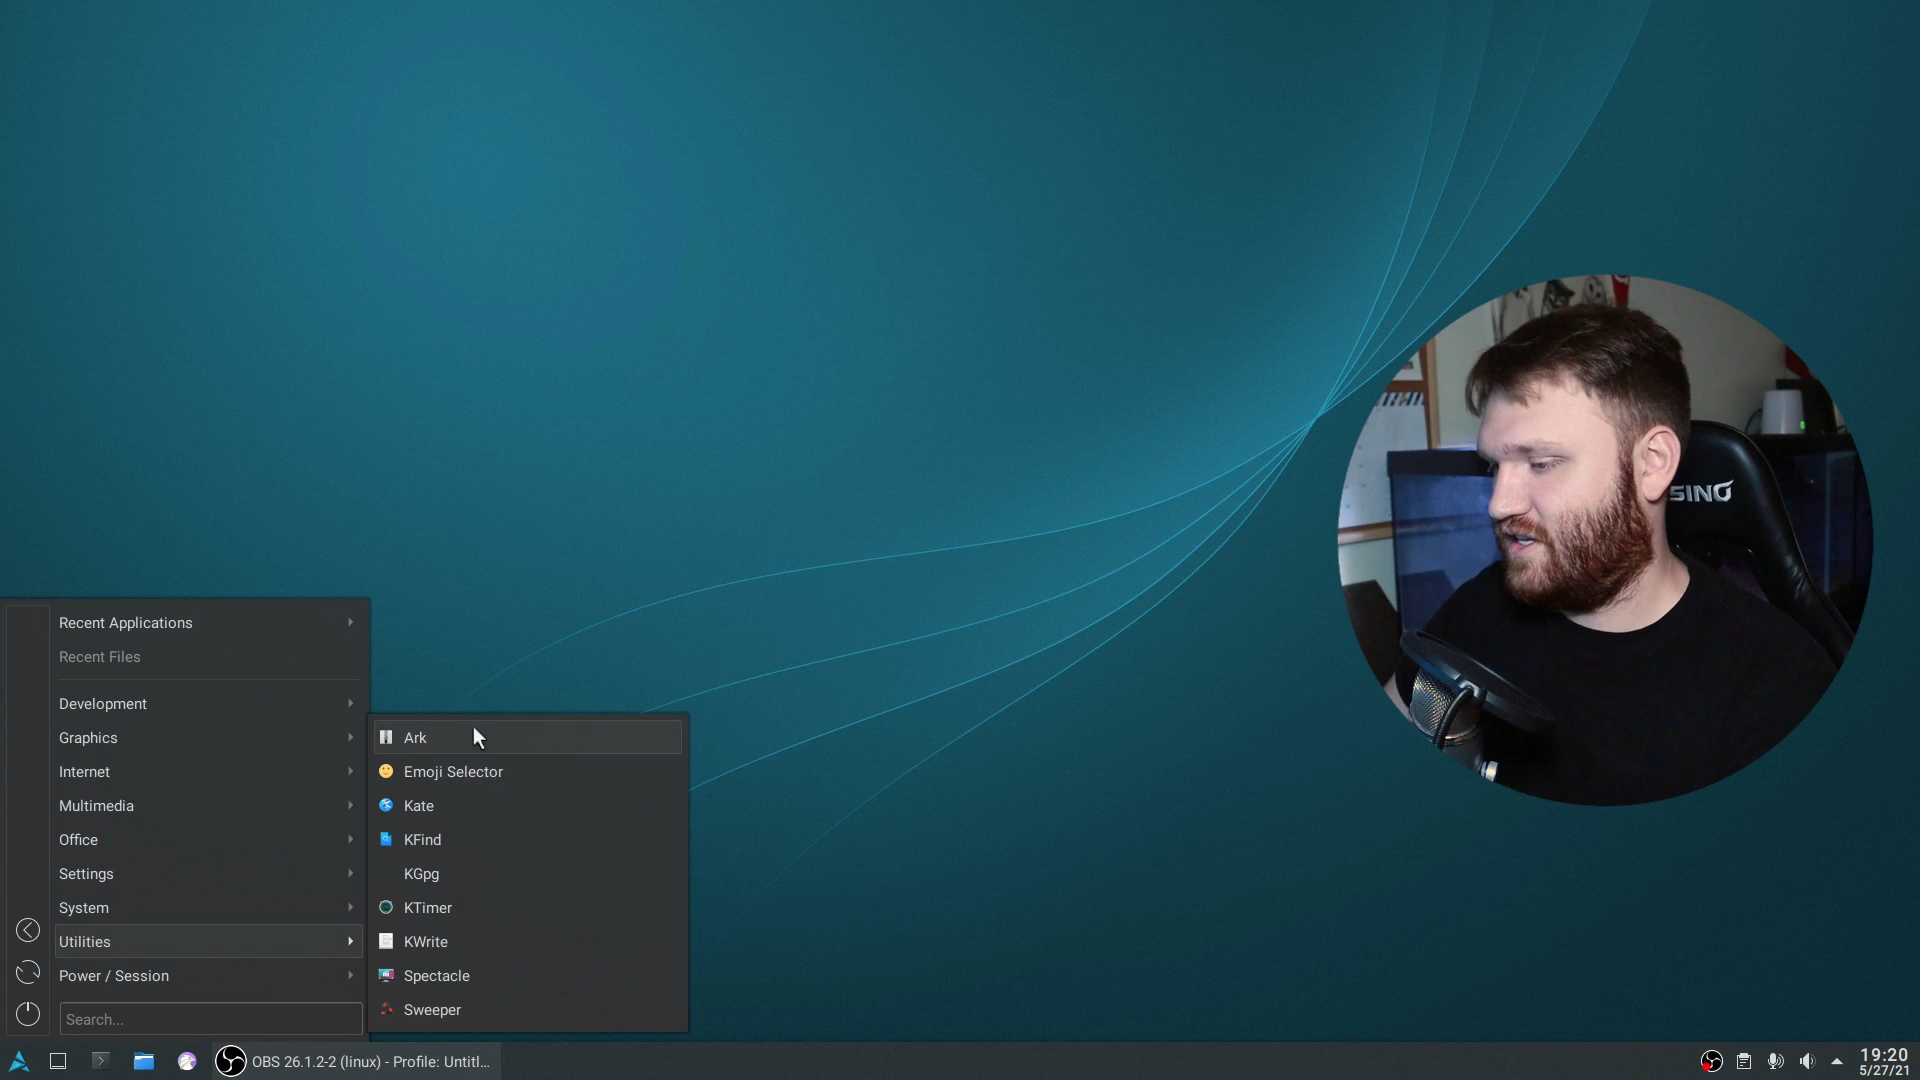 Recent Applications
Recent Files
Development
Graphics
Internet
Multimedia
Office
Settings
System
Utilities
Power / Session
Search...
Ark
Emoji Selector
Kate
KFind
KGpg
KTimer
KWrite
Spectacle
Sweeper
SING
OBS 26.1.2-2 (linux) - Profile: Untitl...
19:20
5/27/21